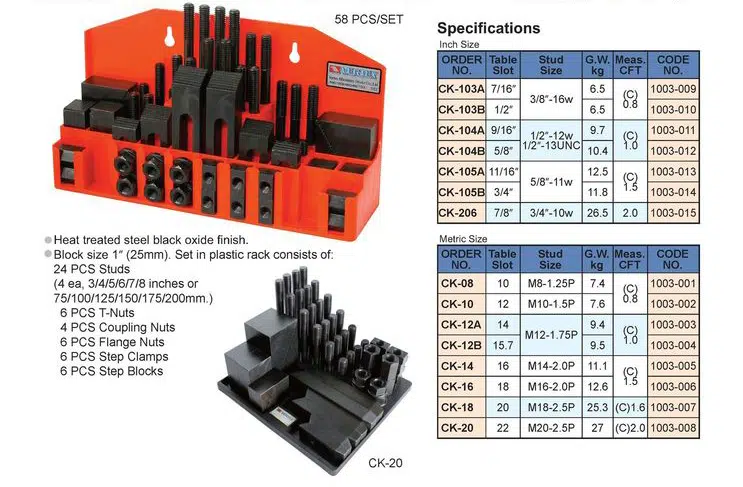 58 PCS/SET
VERTEX
Heat treated steel black oxide finish.
Block size 1″ (25mm). Set in plastic rack consists of:
24 PCS Studs
(4 ea, 3/4/5/6/7/8 inches or
75/100/125/150/175/200mm.)
6 PCS T-Nuts
4 PCS Coupling Nuts
6 PCS Flange Nuts
6 PCS Step Clamps
6 PCS Step Blocks
CK-20
Specifications
Inch Size
ORDER NO. Table Slot Stud Size G.W. kg Meas. CFT CODE NO.
CK-103A 7/16″ 3/8″-16w 6.5 (C) 0.8 1003-009
CK-103B 1/2″ 6.5 1003-010
CK-104A 9/16″ 1/2″-12w 1/2″-13UNC 9.7 (C) 1.0 1003-011
CK-104B 5/8″ 10.4 1003-012
CK-105A 11/16″ 5/8″-11w 12.5 (C) 1.5 1003-013
CK-105B 3/4″ 11.8 1003-014
CK-206 7/8″ 3/4″-10w 26.5 2.0 1003-015
Metric Size
ORDER NO. Table Slot Stud Size G.W. kg Meas. CFT CODE NO.
CK-08 10 M8-1.25P 7.4 (C) 0.8 1003-001
CK-10 12 M10-1.5P 7.6 1003-002
CK-12A 14 M12-1.75P 9.4 (C) 1.0 1003-003
CK-12B 15.7 9.5 1003-004
CK-14 16 M14-2.0P 11.1 (C) 1.5 1003-005
CK-16 18 M16-2.0P 12.6 1003-006
CK-18 20 M18-2.5P 25.3 (C)1.6 1003-007
CK-20 22 M20-2.5P 27 (C)2.0 1003-008